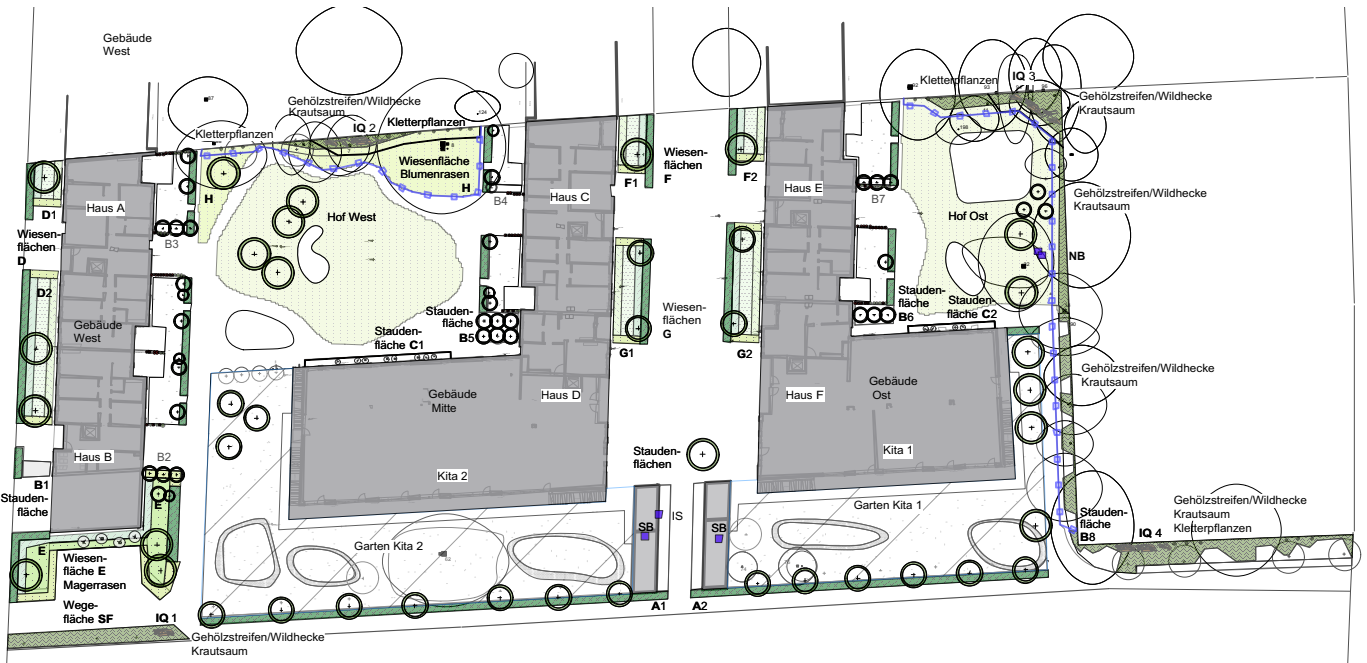 Gebäude
West
Kletterpflanzen
IQ 3
Gehölzstreifen/Wildhecke
Krautsaum
Gehölzstreifen/Wildhecke
Krautsaum
IQ 2
Kletterpflanzen
Kletterpflanzen
Wiesenfläche
Blumenrasen
H
H
Haus A
B3
B4
Haus C
F1
Wiesen-
flächen
F
F2
Haus E
B7
Hof Ost
Gehölzstreifen/Wildhecke
Krautsaum
D1
Wiesen-
flächen
D
Hof West
NB
D2
Gebäude
West
Stauden-
fläche
B5
Stauden-
fläche C1
Wiesen-
flächen
G
G1
G2
Stauden-
fläche
B6
Stauden-
fläche C2
Gebäude
Mitte
Haus D
Haus F
Gebäude
Ost
Gehölzstreifen/Wildhecke
Krautsaum
Haus B
B2
B1
Stauden-
fläche
Kita 2
Stauden-
flächen
Kita 1
E
E
Wiesen-
fläche E
Magerrasen
Wege-
fläche SF
IQ 1
Gehölzstreifen/Wildhecke
Krautsaum
Garten Kita 2
SB
IS
SB
A1
A2
Garten Kita 1
Stauden-
fläche
B8
IQ 4
Gehölzstreifen/Wildhecke
Krautsaum
Kletterpflanzen